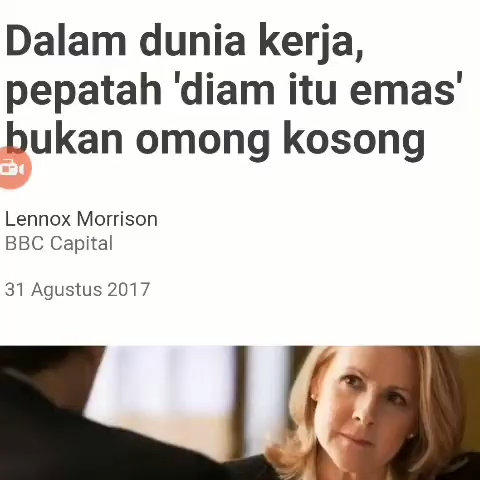 Dalam dunia kerja,
pepatah 'diam itu emas'
bukan omong kosong
Lennox Morrison
BBC Capital
31 Agustus 2017